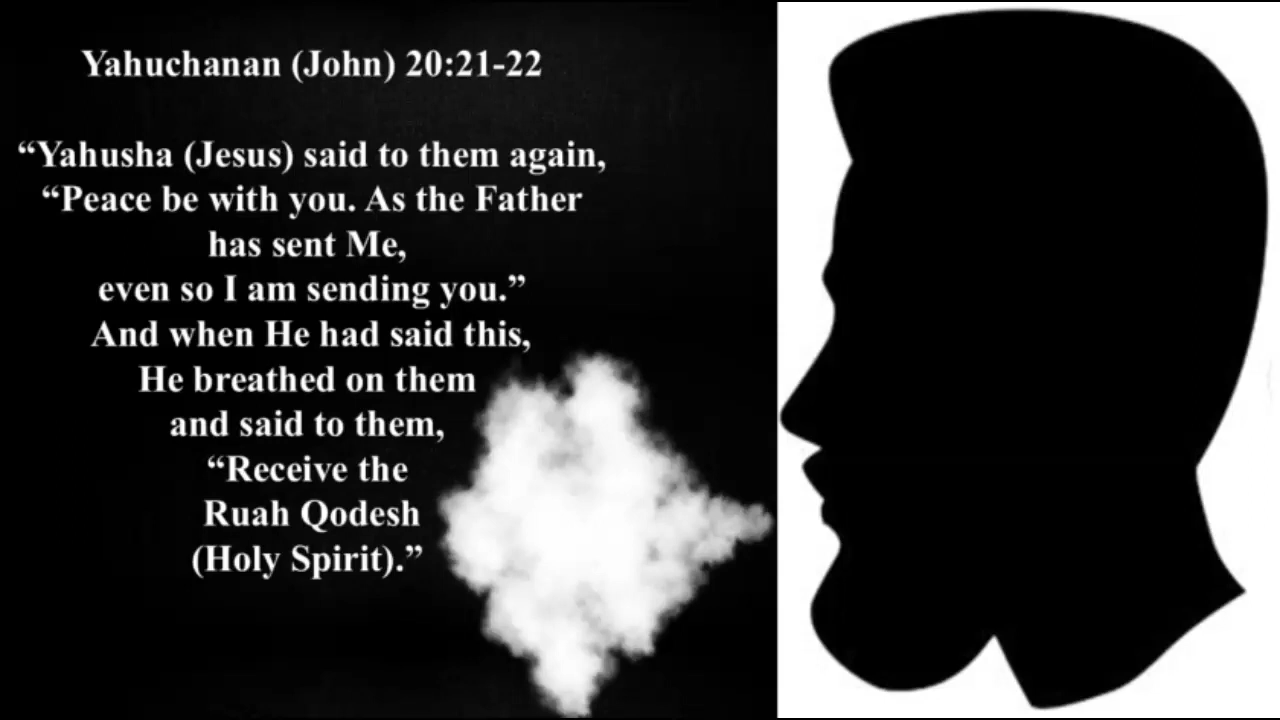 Yahuchanan (John) 20:21-22
“Yahusha (Jesus) said to them again,
“Peace be with you. As the Father
has sent Me,
even so I am sending you.”
And when He had said this,
He breathed on them
and said to them,
“Receive the
Ruah Qodesh
(Holy Spirit).”